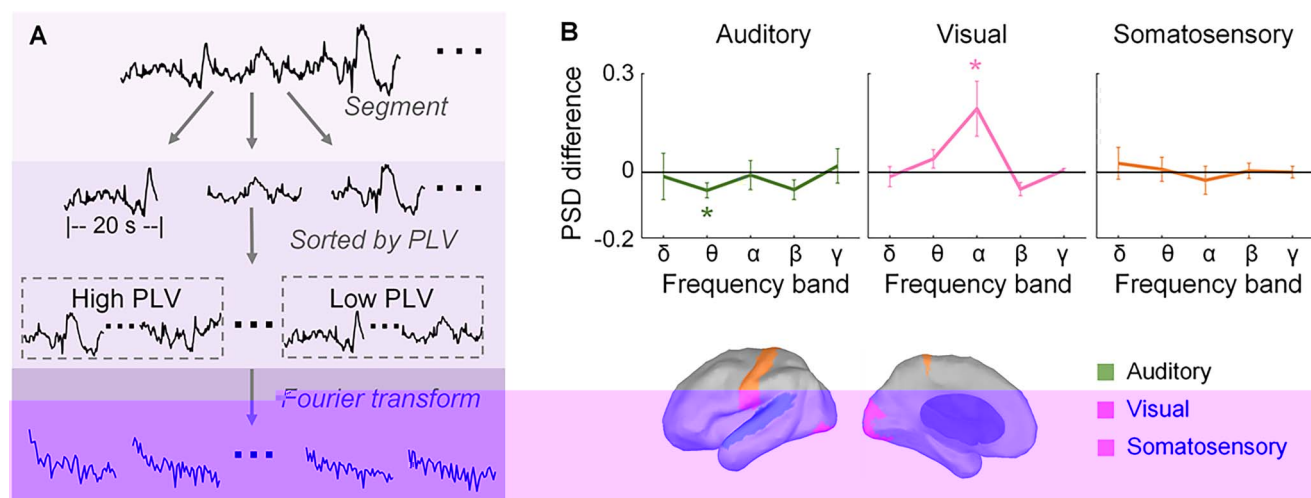 A
Segment
|-- 20 s --|
Sorted by PLV
High PLV
Low PLV
Fourier transform
B
Auditory
Visual
Somatosensory
PSD difference
0.3
0
-0.2
*
*
δ θ α β γ
δ θ α β γ
δ θ α β γ
Frequency band
Frequency band
Frequency band
Auditory
Visual
Somatosensory